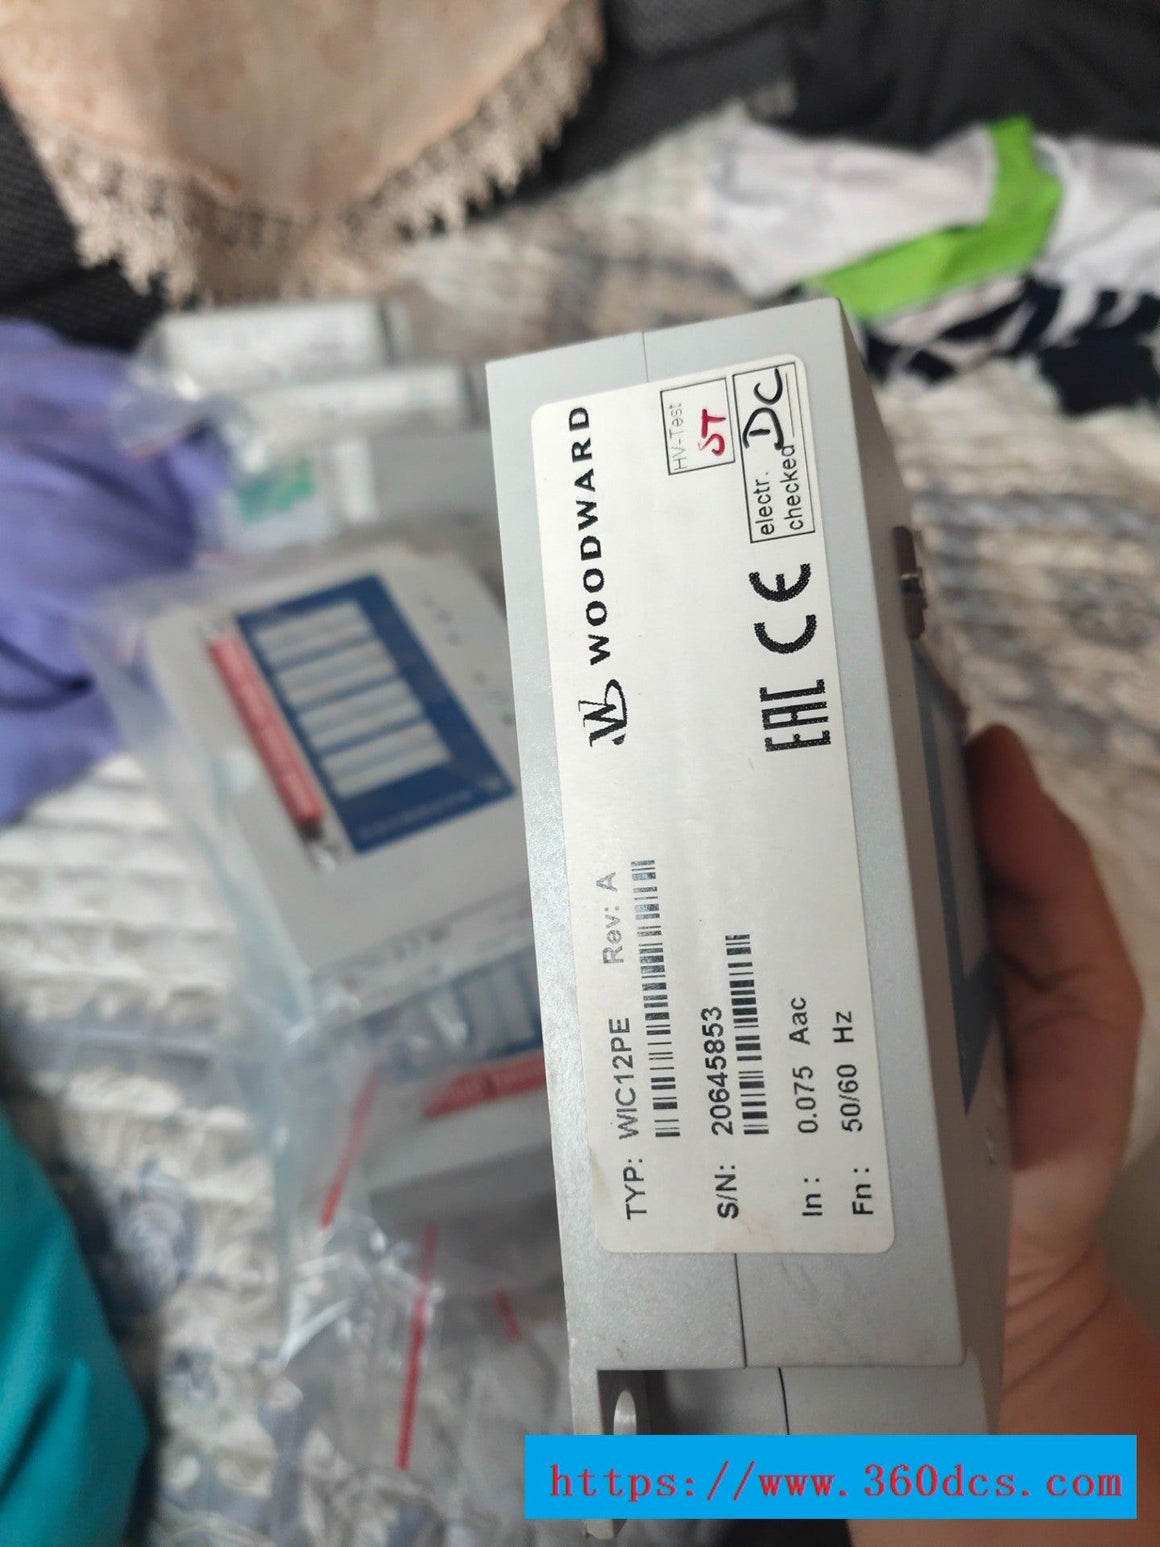 WOODWARD
HV-Test
ST
electr.
checked
DC
EAC CE
TYP: WIC12PE Rev: A
S/N: 20645853
In: 0.075 Aac
Fn: 50/60 Hz
https://www.360dcs.com